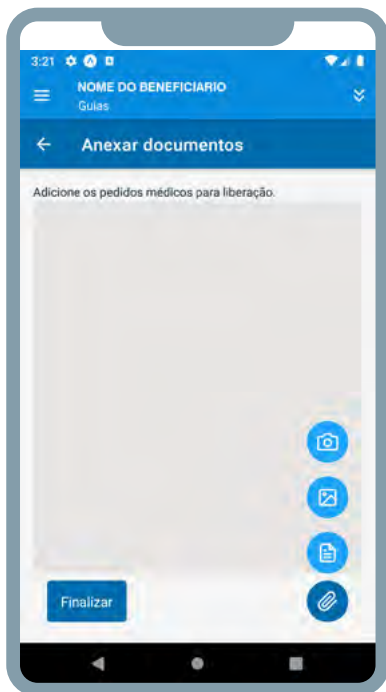 3:21
NOME DO BENEFICIARIO
Guias
Anexar documentos
Adicione os pedidos médicos para liberação.
Finalizar